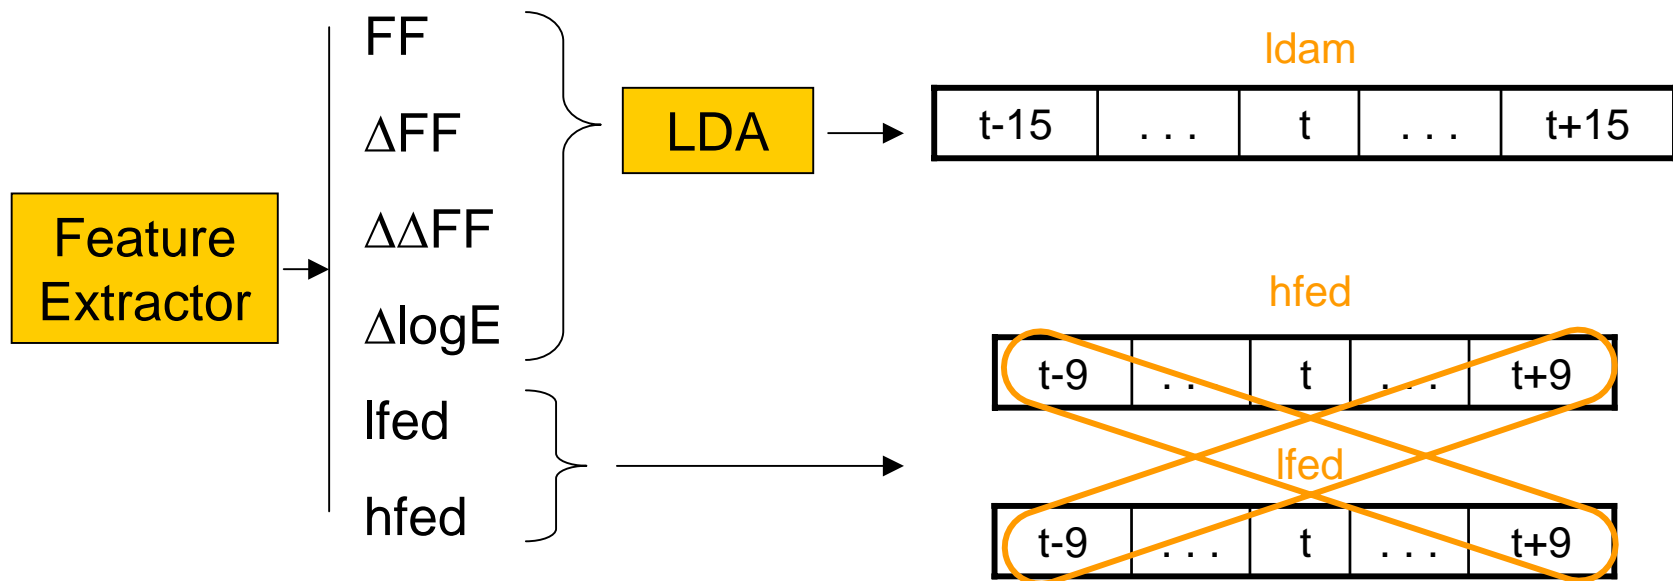 Feature
Extractor
FF
ΔFF
ΔΔFF
ΔlogE
lfed
hfed
LDA
ldam
t-15 . . . t . . . t+15
hfed
t-9 . . . t . . . t+9
lfed
t-9 . . . t . . . t+9